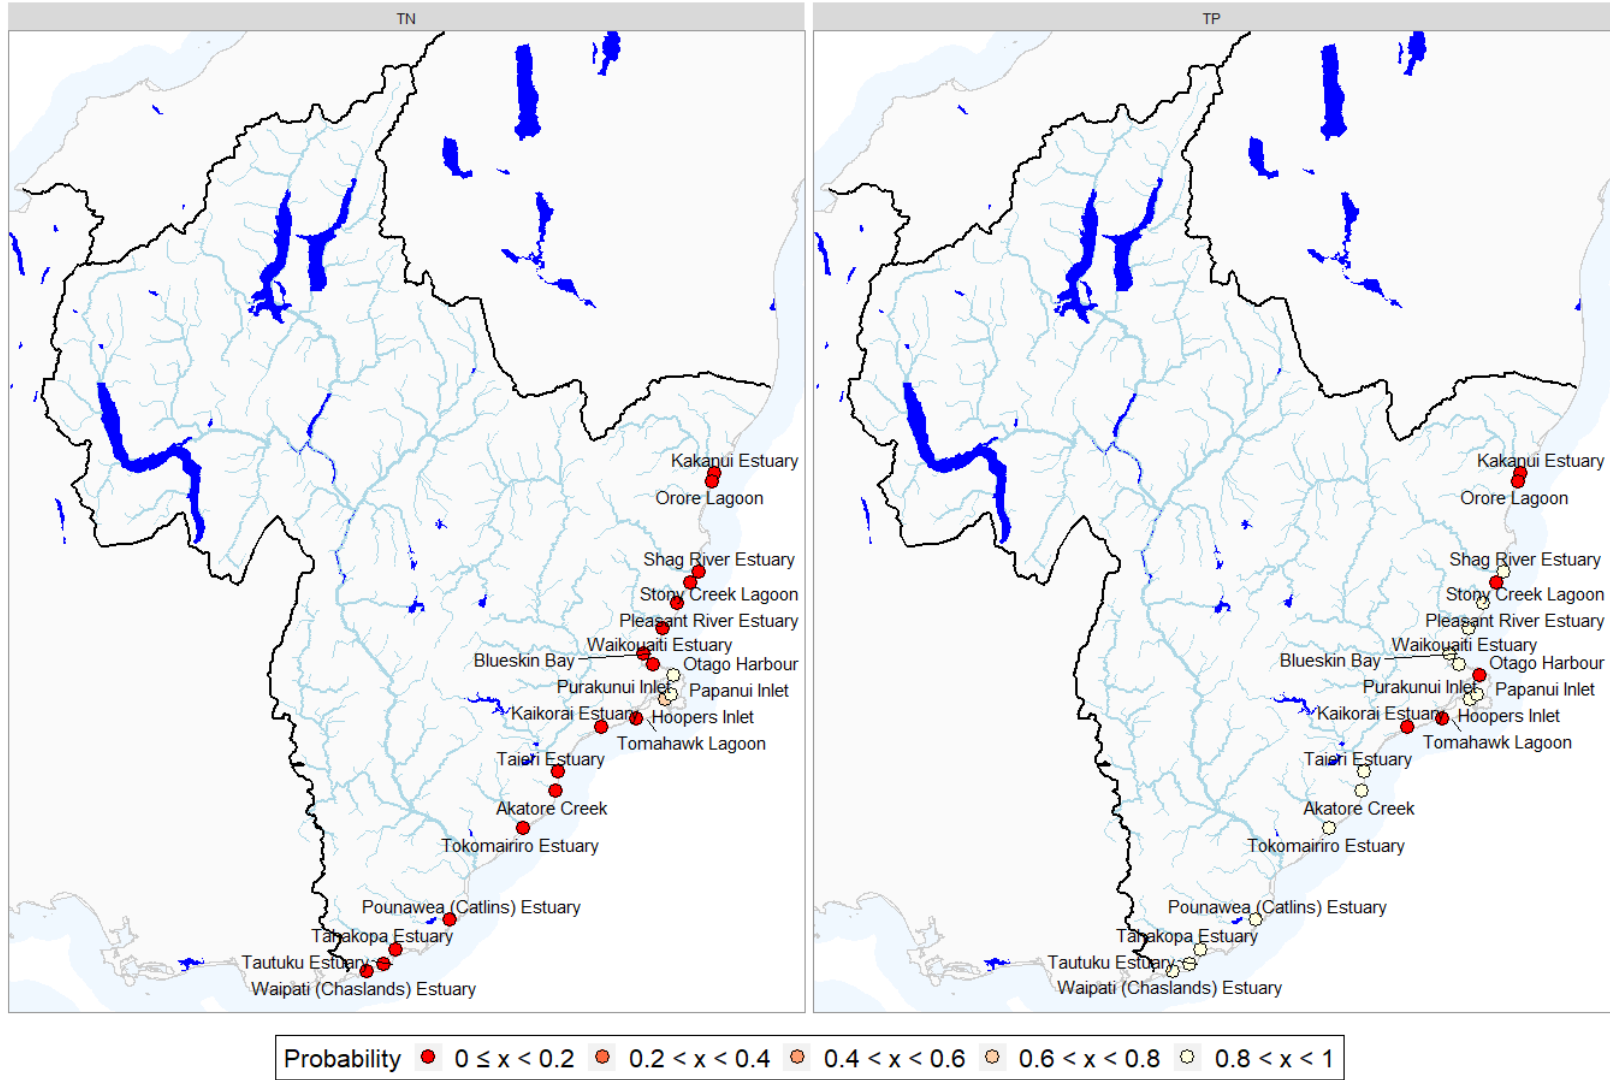 TN
TP
Kakanui Estuary
Orore Lagoon
Shag River Estuary
Stony Creek Lagoon
Pleasant River Estuary
Waikouaiti Estuary
Blueskin Bay
Otago Harbour
Purakunui Inlet
Papanui Inlet
Kaikorai Estuary
Hoopers Inlet
Tomahawk Lagoon
Taieri Estuary
Akatore Creek
Tokomairiro Estuary
Pounawea (Catlins) Estuary
Tahakopa Estuary
Tautuku Estuary
Waipati (Chaslands) Estuary
Kakanui Estuary
Orore Lagoon
Shag River Estuary
Stony Creek Lagoon
Pleasant River Estuary
Waikouaiti Estuary
Blueskin Bay
Otago Harbour
Purakunui Inlet
Papanui Inlet
Kaikorai Estuary
Hoopers Inlet
Tomahawk Lagoon
Taieri Estuary
Akatore Creek
Tokomairiro Estuary
Pounawea (Catlins) Estuary
Tahakopa Estuary
Tautuku Estuary
Waipati (Chaslands) Estuary
Probability 0 ≤ x < 0.2 0.2 < x < 0.4 0.4 < x < 0.6 0.6 < x < 0.8 0.8 < x < 1